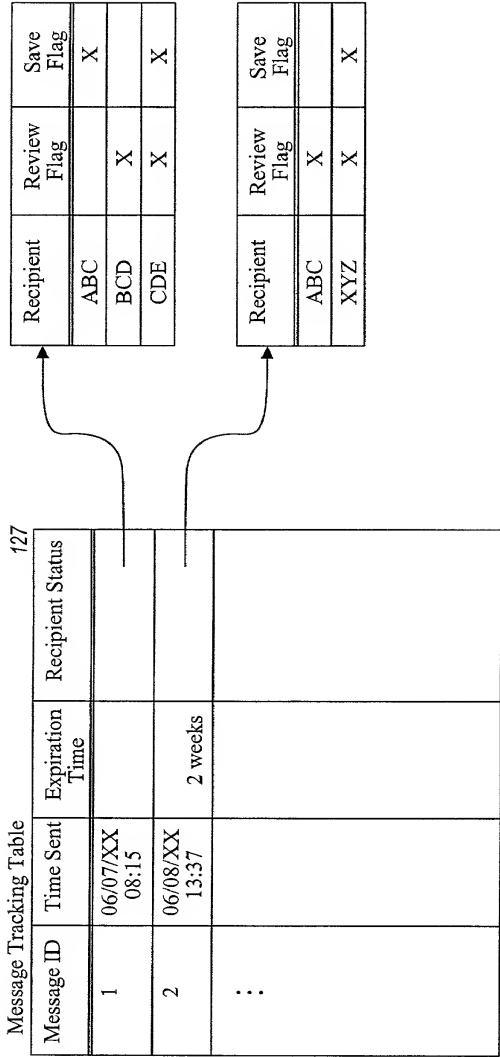 Message Tracking Table 127
Message ID Time Sent Expiration Time Recipient Status
1 06/07/XX 08:15
2 06/08/XX 13:37 2 weeks
⋮
Recipient Review Flag Save Flag
ABC X
BCD X
CDE X X
Recipient Review Flag Save Flag
ABC X
XYZ X X